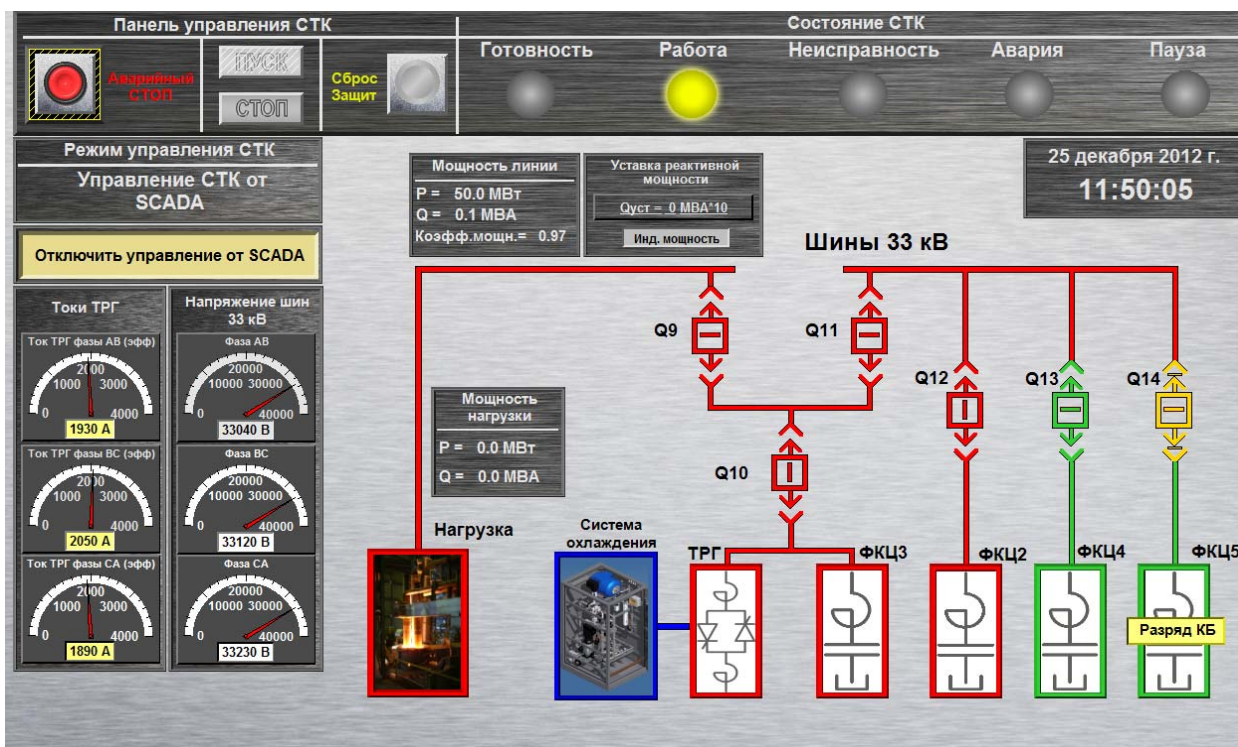 Панель управления СТК
Аварийный
СТОП
ПУСК
СТОП
Сброс
Защит
Состояние СТК
Готовность
Работа
Неисправность
Авария
Пауза
Режим управления СТК
Управление СТК от
SCADA
Отключить управление от SCADA
Мощность линии
P = 50.0 МВт
Q = 0.1 МВА
Коэфф.мощн.= 0.97
Уставка реактивной
мощности
Qуст = 0 МВА*10
Инд. мощность
25 декабря 2012 г.
11:50:05
Шины 33 кВ
Токи ТРГ
Ток ТРГ фазы АВ (эфф)
0 1000 2000 3000 4000
1930 А
Ток ТРГ фазы ВС (эфф)
0 1000 2000 3000 4000
2050 А
Ток ТРГ фазы СА (эфф)
0 1000 2000 3000 4000
1890 А
Напряжение шин
33 кВ
Фаза АВ
0 10000 20000 30000 40000
33040 В
Фаза ВС
0 10000 20000 30000 40000
33120 В
Фаза СА
0 10000 20000 30000 40000
33230 В
Q9
Q11
Q12
Q13
Q14
Мощность
нагрузки
P = 0.0 МВт
Q = 0.0 МВА
Q10
Нагрузка
Система
охлаждения
ТРГ
ФКЦ3
ФКЦ2
ФКЦ4
ФКЦ5
Разряд КБ